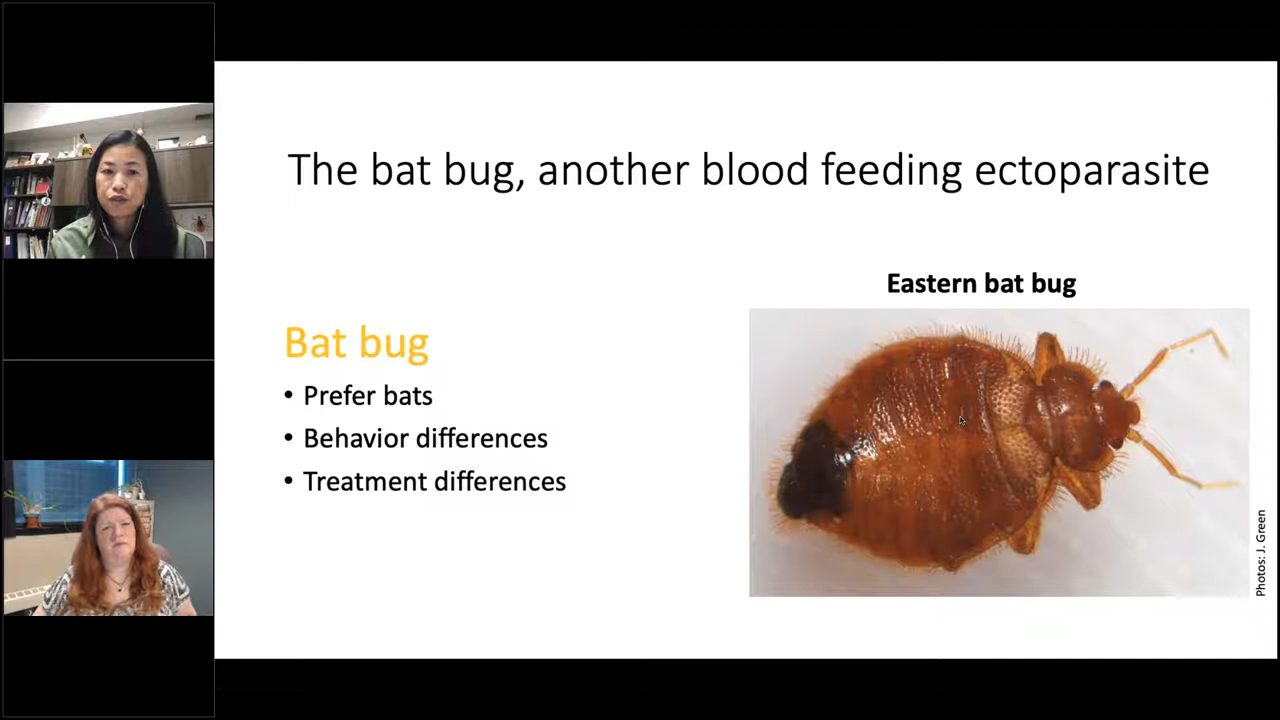 The bat bug, another blood feeding ectoparasite
Eastern bat bug
Bat bug
• Prefer bats
• Behavior differences
• Treatment differences
Photos: J. Green